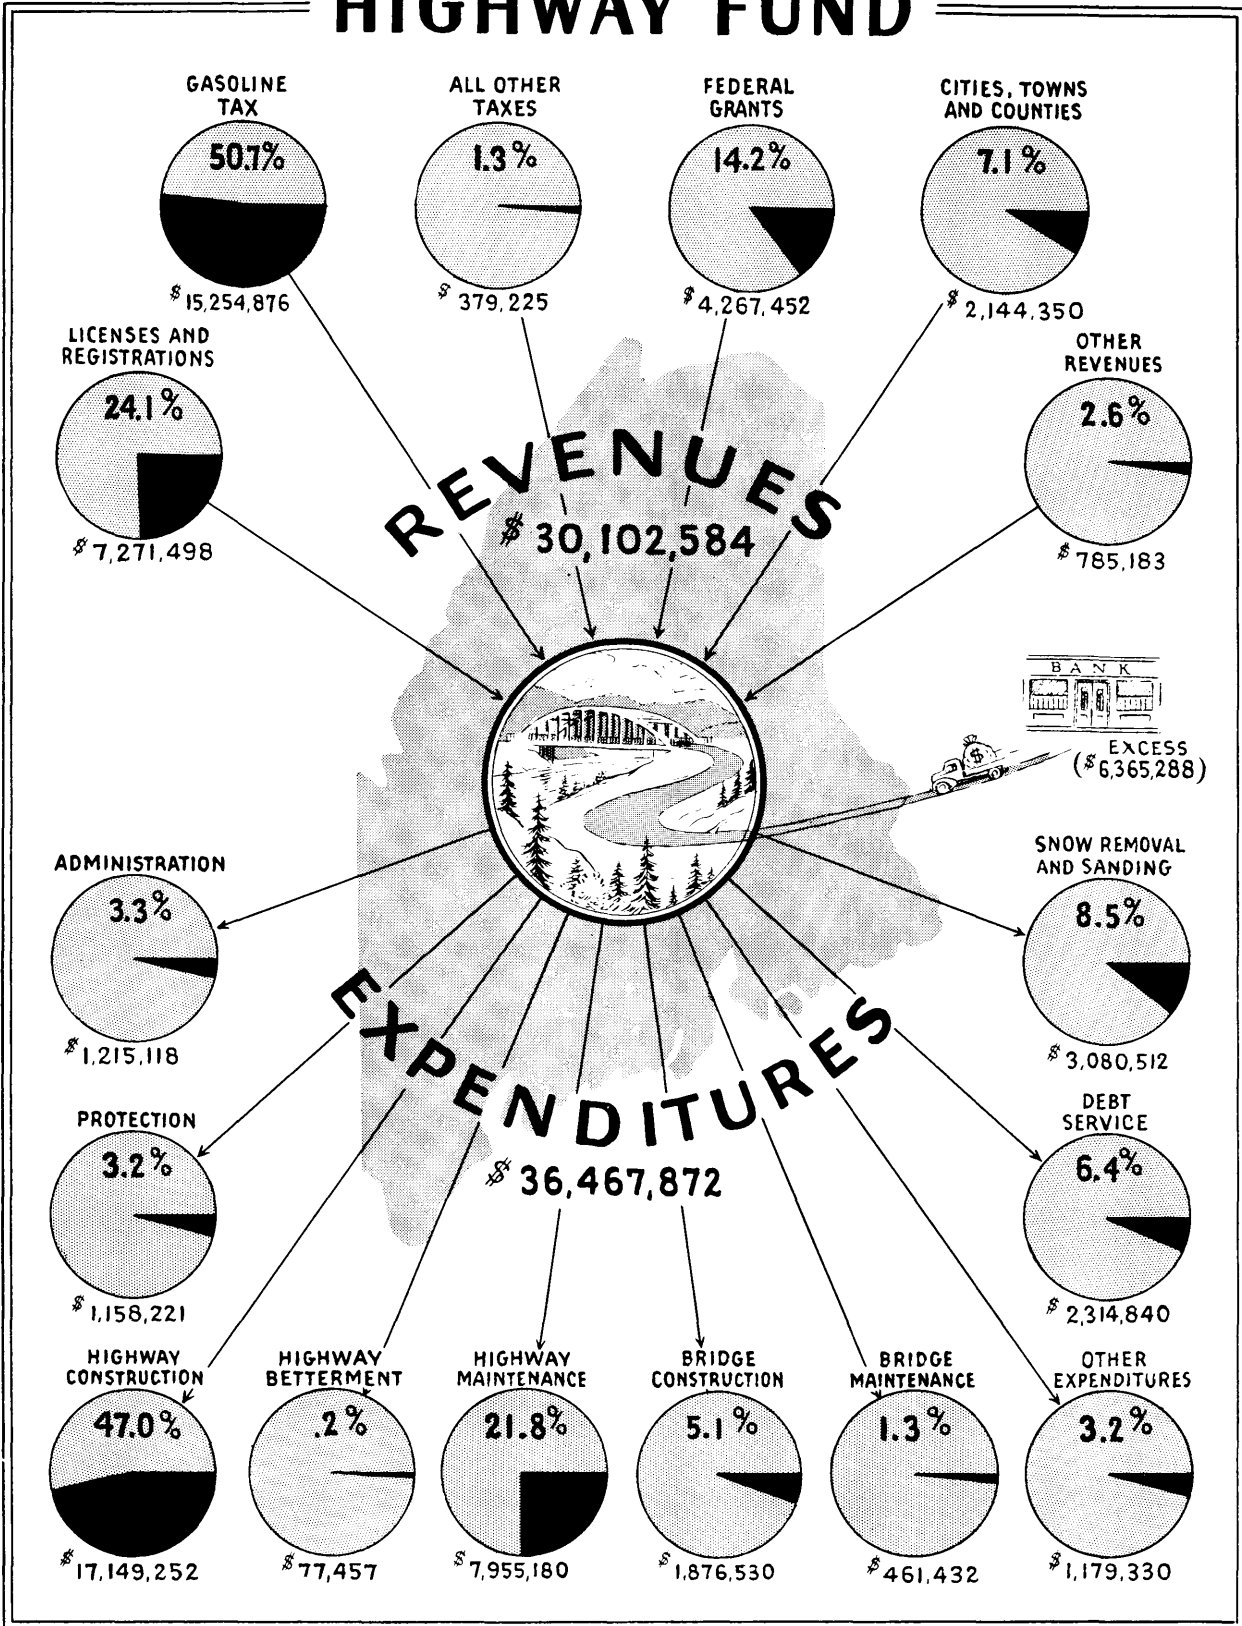 HIGHWAY FUND
GASOLINE
TAX
50.7%
$ 15,254,876
ALL OTHER
TAXES
1.3%
$ 379,225
FEDERAL
GRANTS
14.2%
$ 4,267,452
CITIES, TOWNS
AND COUNTIES
7.1%
$ 2,144,350
LICENSES AND
REGISTRATIONS
24.1%
$ 7,271,498
OTHER
REVENUES
2.6%
$ 785,183
REVENUES
$ 30,102,584
BANK
EXCESS
($6,365,288)
$
ADMINISTRATION
3.3%
$ 1,215,118
SNOW REMOVAL
AND SANDING
8.5%
$ 3,080,512
EXPENDITURES
$ 36,467,872
PROTECTION
3.2%
$ 1,158,221
DEBT
SERVICE
6.4%
$ 2,314,840
HIGHWAY
CONSTRUCTION
47.0%
$ 17,149,252
HIGHWAY
BETTERMENT
.2%
$ 77,457
HIGHWAY
MAINTENANCE
21.8%
$ 7,955,180
BRIDGE
CONSTRUCTION
5.1%
$ 1,876,530
BRIDGE
MAINTENANCE
1.3%
$ 461,432
OTHER
EXPENDITURES
3.2%
$ 1,179,330